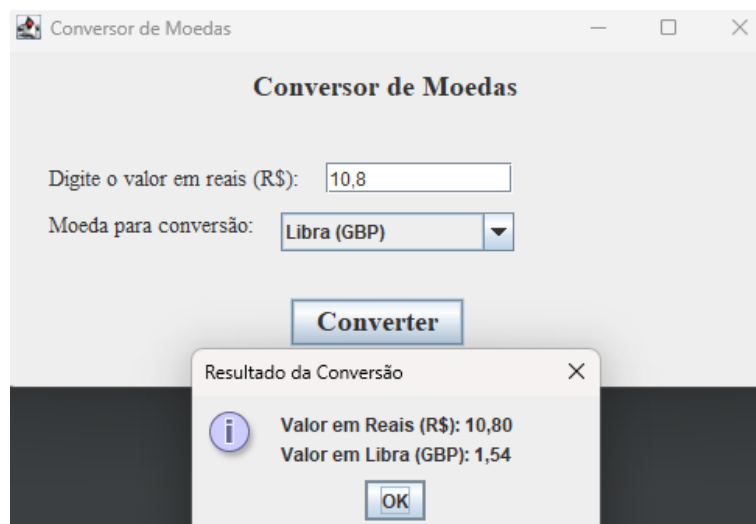 Conversor de Moedas
Conversor de Moedas
Digite o valor em reais (R$): 10,8
Moeda para conversão: Libra (GBP)
Converter
Resultado da Conversão
Valor em Reais (R$): 10,80
Valor em Libra (GBP): 1,54
OK